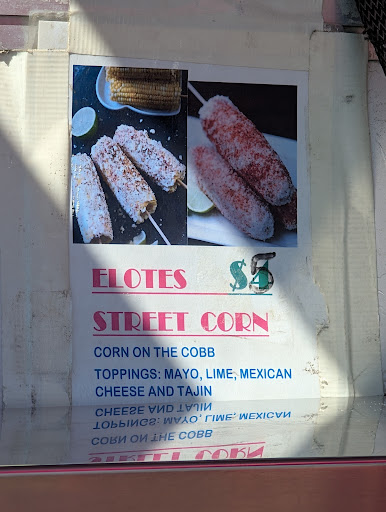 ELOTES $5
STREET CORN
CORN ON THE COBB
TOPPINGS: MAYO, LIME, MEXICAN
CHEESE AND TAJIN